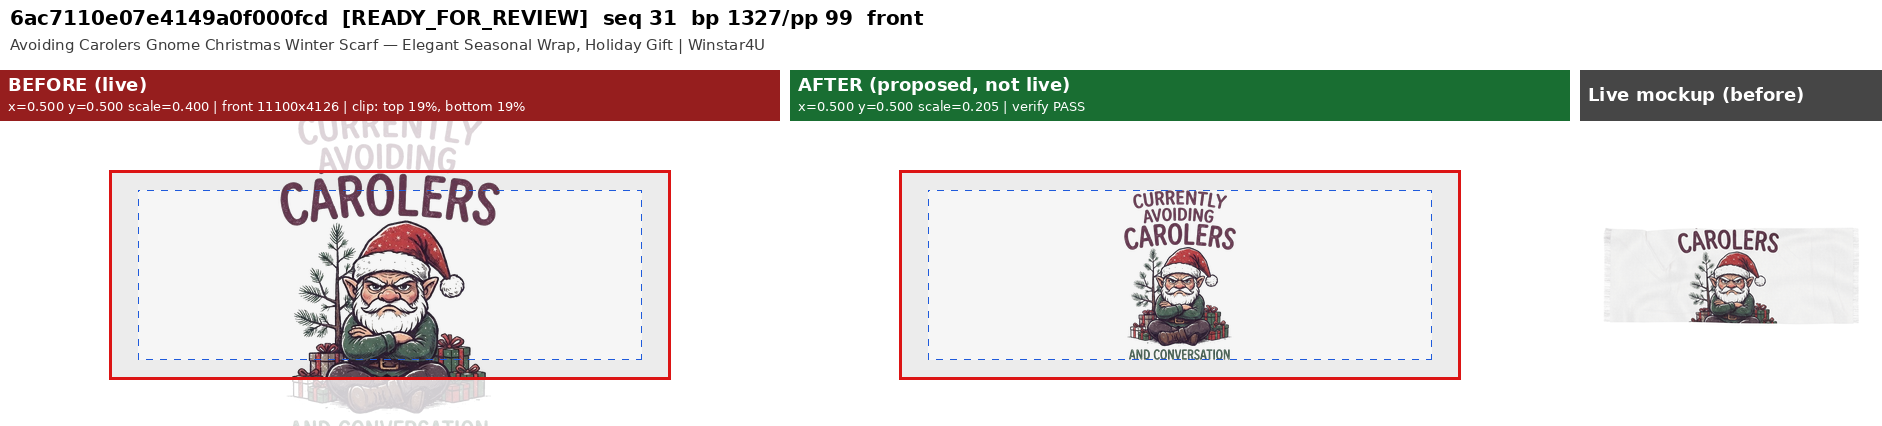 6ac7110e07e4149a0f000fcd [READY_FOR_REVIEW] seq 31 bp 1327/pp 99 front
Avoiding Carolers Gnome Christmas Winter Scarf — Elegant Seasonal Wrap, Holiday Gift | Winstar4U
BEFORE (live)
x=0.500 y=0.500 scale=0.400 | front 11100x4126 | clip: top 19%, bottom 19%
CURRENTLY
AVOIDING
CAROLERS
AND CONVERSATION
AFTER (proposed, not live)
x=0.500 y=0.500 scale=0.205 | verify PASS
CURRENTLY
AVOIDING
CAROLERS
AND CONVERSATION
Live mockup (before)
CAROLERS